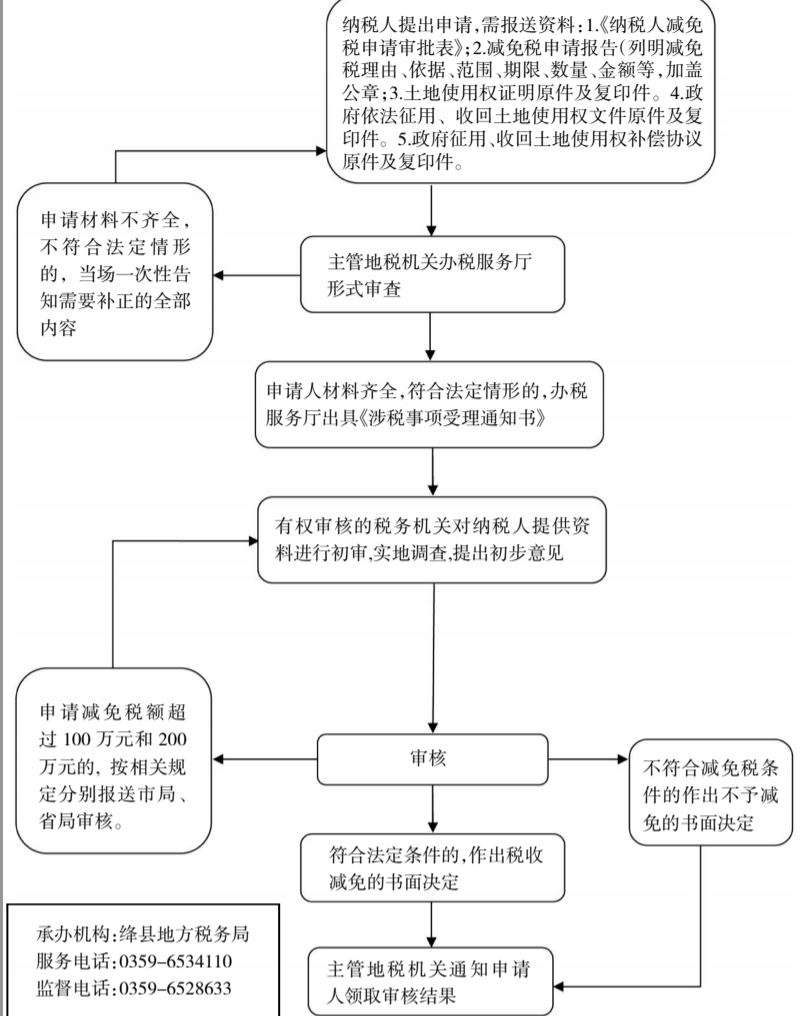 纳税人提出申请,需报送资料:1.《纳税人减免
税申请审批表》;2.减免税申请报告(列明减免
税理由、依据、范围、期限、数量、金额等,加盖
公章;3.土地使用权证明原件及复印件。4.政
府依法征用、收回土地使用权文件原件及复
印件。5.政府征用、收回土地使用权补偿协议
原件及复印件。
申请材料不齐全,
不符合法定情形
的,当场一次性告
知需要补正的全部
内容
主管地税机关办税服务厅
形式审查
申请人材料齐全,符合法定情形的,办税
服务厅出具《涉税事项受理通知书》
有权审核的税务机关对纳税人提供资
料进行初审,实地调查,提出初步意见
申请减免税额超
过 100 万元和 200
万元的,按相关规
定分别报送市局、
省局审核。
审核
不符合减免税条
件的作出不予减
免的书面决定
符合法定条件的,作出税收
减免的书面决定
主管地税机关通知申请
人领取审核结果
承办机构:绛县地方税务局
服务电话:0359-6534110
监督电话:0359-6528633